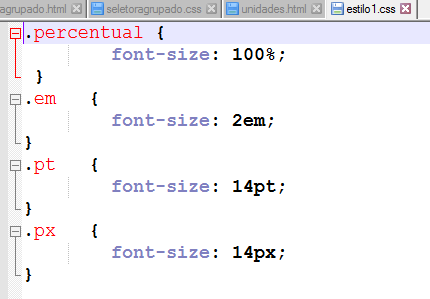 agrupado.html seletoragrupado.css unidades.html estilo1.css
.percentual {
font-size: 100%;
}
.em {
font-size: 2em;
}
.pt {
font-size: 14pt;
}
.px {
font-size: 14px;
}